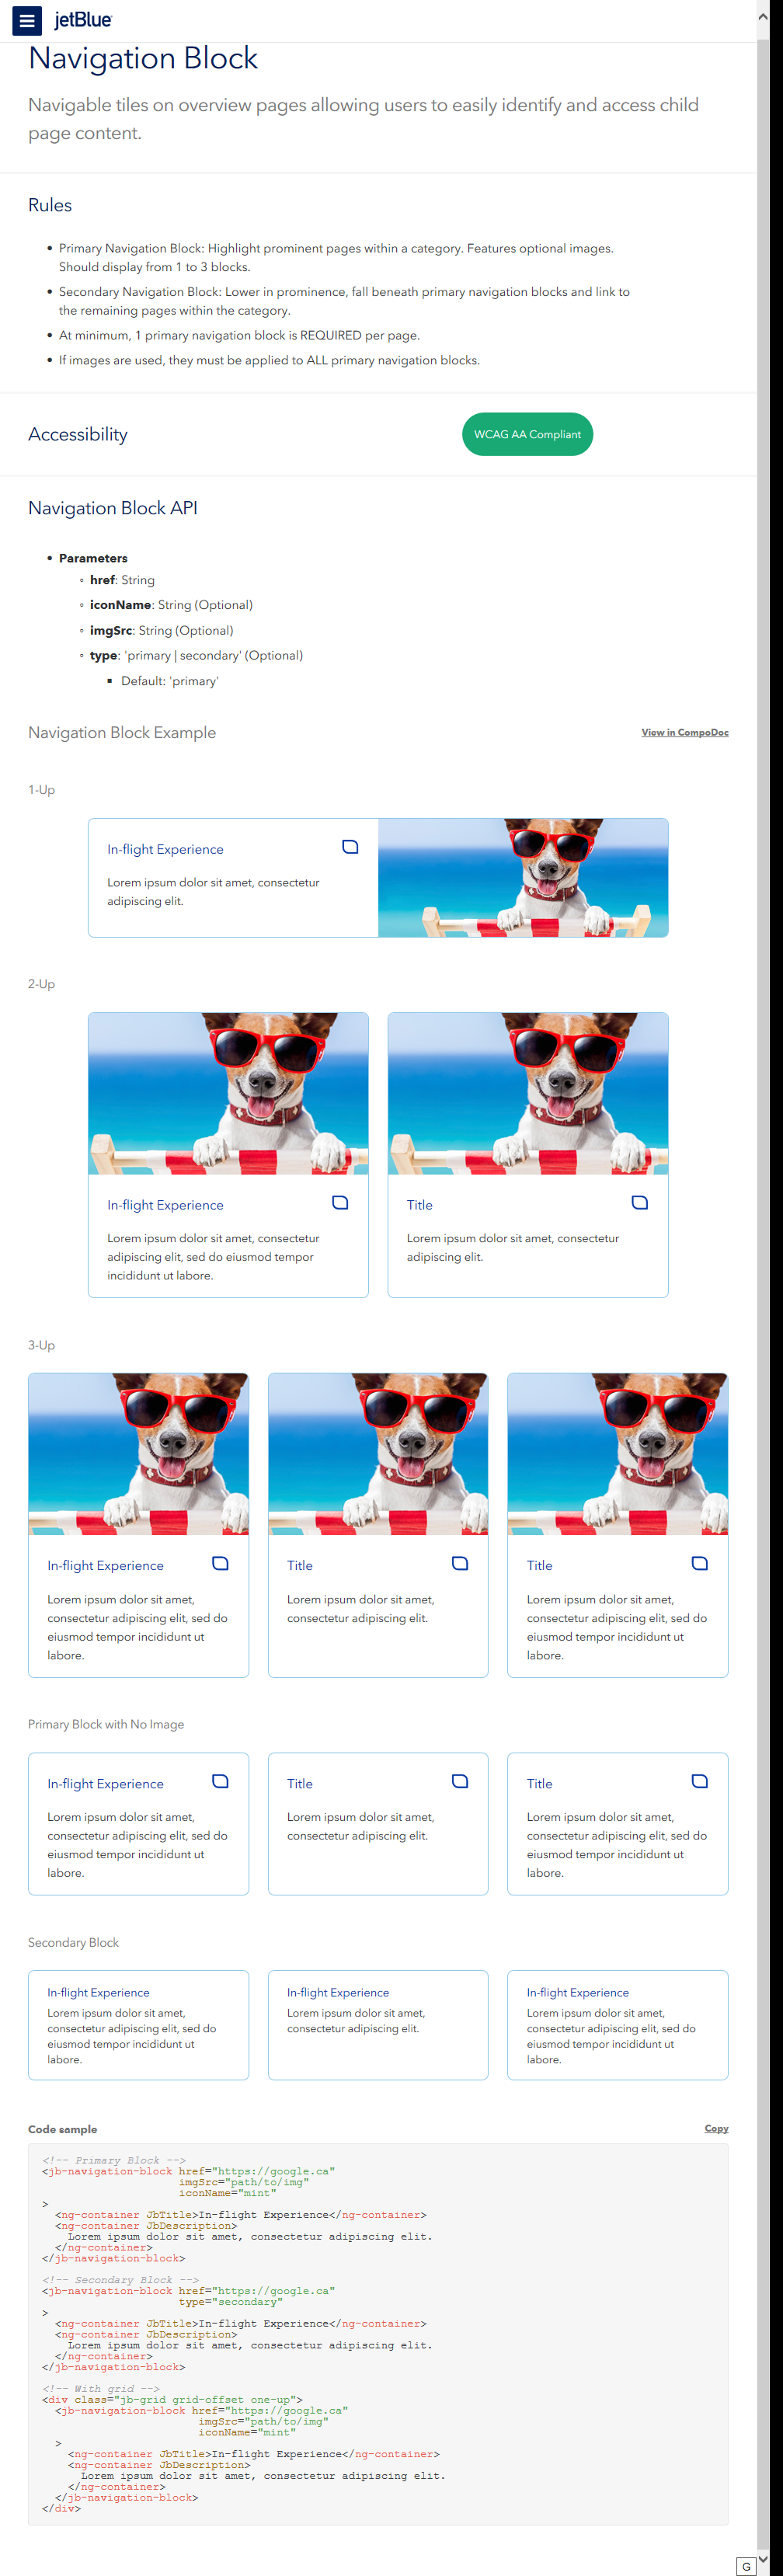 jetBlue
Navigation Block
Navigable tiles on overview pages allowing users to easily identify and access child
page content.
Rules
• Primary Navigation Block: Highlight prominent pages within a category. Features optional images.
Should display from 1 to 3 blocks.
• Secondary Navigation Block: Lower in prominence, fall beneath primary navigation blocks and link to
the remaining pages within the category.
• At minimum, 1 primary navigation block is REQUIRED per page.
• If images are used, they must be applied to ALL primary navigation blocks.
Accessibility
WCAG AA Compliant
Navigation Block API
• Parameters
◦ href: String
◦ iconName: String (Optional)
◦ imgSrc: String (Optional)
◦ type: 'primary | secondary' (Optional)
▪ Default: 'primary'
Navigation Block Example
View in CompoDoc
1-Up
In-flight Experience
Lorem ipsum dolor sit amet, consectetur
adipiscing elit.
2-Up
In-flight Experience
Lorem ipsum dolor sit amet, consectetur
adipiscing elit, sed do eiusmod tempor
incididunt ut labore.
Title
Lorem ipsum dolor sit amet, consectetur
adipiscing elit.
3-Up
In-flight Experience
Lorem ipsum dolor sit amet,
consectetur adipiscing elit, sed do
eiusmod tempor incididunt ut
labore.
Title
Lorem ipsum dolor sit amet,
consectetur adipiscing elit.
Title
Lorem ipsum dolor sit amet,
consectetur adipiscing elit, sed do
eiusmod tempor incididunt ut
labore.
Primary Block with No Image
In-flight Experience
Lorem ipsum dolor sit amet,
consectetur adipiscing elit, sed do
eiusmod tempor incididunt ut
labore.
Title
Lorem ipsum dolor sit amet,
consectetur adipiscing elit.
Title
Lorem ipsum dolor sit amet,
consectetur adipiscing elit, sed do
eiusmod tempor incididunt ut
labore.
Secondary Block
In-flight Experience
Lorem ipsum dolor sit amet,
consectetur adipiscing elit, sed do
eiusmod tempor incididunt ut
labore.
In-flight Experience
Lorem ipsum dolor sit amet,
consectetur adipiscing elit.
In-flight Experience
Lorem ipsum dolor sit amet,
consectetur adipiscing elit, sed do
eiusmod tempor incididunt ut
labore.
Code sample
Copy
<!-- Primary Block -->
<jb-navigation-block href="https://google.ca"
imgSrc="path/to/img"
iconName="mint"
>
<ng-container JbTitle>In-flight Experience</ng-container>
<ng-container JbDescription>
Lorem ipsum dolor sit amet, consectetur adipiscing elit.
</ng-container>
</jb-navigation-block>
<!-- Secondary Block -->
<jb-navigation-block href="https://google.ca"
type="secondary"
>
<ng-container JbTitle>In-flight Experience</ng-container>
<ng-container JbDescription>
Lorem ipsum dolor sit amet, consectetur adipiscing elit.
</ng-container>
</jb-navigation-block>
<!-- With grid -->
<div class="jb-grid grid-offset one-up">
<jb-navigation-block href="https://google.ca"
imgSrc="path/to/img"
iconName="mint"
>
<ng-container JbTitle>In-flight Experience</ng-container>
<ng-container JbDescription>
Lorem ipsum dolor sit amet, consectetur adipiscing elit.
</ng-container>
</jb-navigation-block>
</div>
G